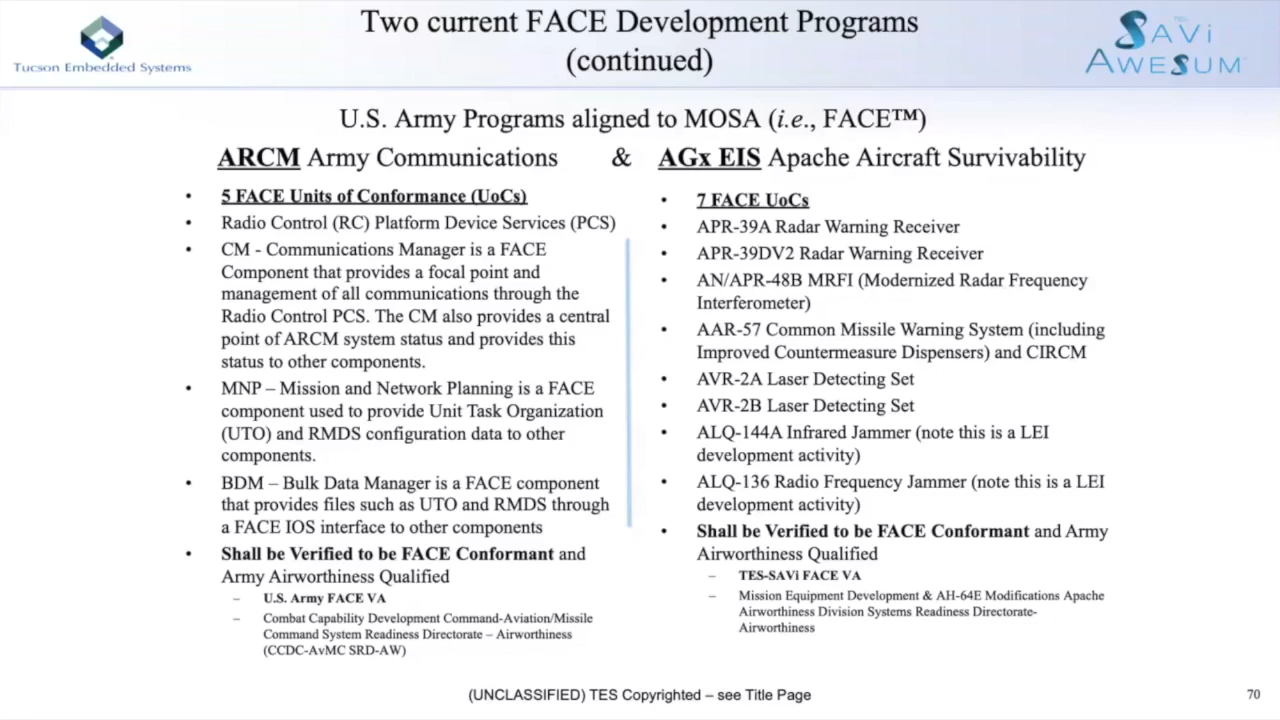 Two current FACE Development Programs
(continued)
Tucson Embedded Systems
SAVi
AWESUM
U.S. Army Programs aligned to MOSA (i.e., FACE™)
ARCM Army Communications & AGx EIS Apache Aircraft Survivability
• 5 FACE Units of Conformance (UoCs)
• Radio Control (RC) Platform Device Services (PCS)
• CM - Communications Manager is a FACE
Component that provides a focal point and
management of all communications through the
Radio Control PCS. The CM also provides a central
point of ARCM system status and provides this
status to other components.
• MNP – Mission and Network Planning is a FACE
component used to provide Unit Task Organization
(UTO) and RMDS configuration data to other
components.
• BDM – Bulk Data Manager is a FACE component
that provides files such as UTO and RMDS through
a FACE IOS interface to other components
• Shall be Verified to be FACE Conformant and
Army Airworthiness Qualified
– U.S. Army FACE VA
– Combat Capability Development Command-Aviation/Missile
Command System Readiness Directorate – Airworthiness
(CCDC-AvMC SRD-AW)
• 7 FACE UoCs
• APR-39A Radar Warning Receiver
• APR-39DV2 Radar Warning Receiver
• AN/APR-48B MRFI (Modernized Radar Frequency
Interferometer)
• AAR-57 Common Missile Warning System (including
Improved Countermeasure Dispensers) and CIRCM
• AVR-2A Laser Detecting Set
• AVR-2B Laser Detecting Set
• ALQ-144A Infrared Jammer (note this is a LEI
development activity)
• ALQ-136 Radio Frequency Jammer (note this is a LEI
development activity)
• Shall be Verified to be FACE Conformant and Army
Airworthiness Qualified
– TES-SAVi FACE VA
– Mission Equipment Development & AH-64E Modifications Apache
Airworthiness Division Systems Readiness Directorate-
Airworthiness
(UNCLASSIFIED) TES Copyrighted – see Title Page
70